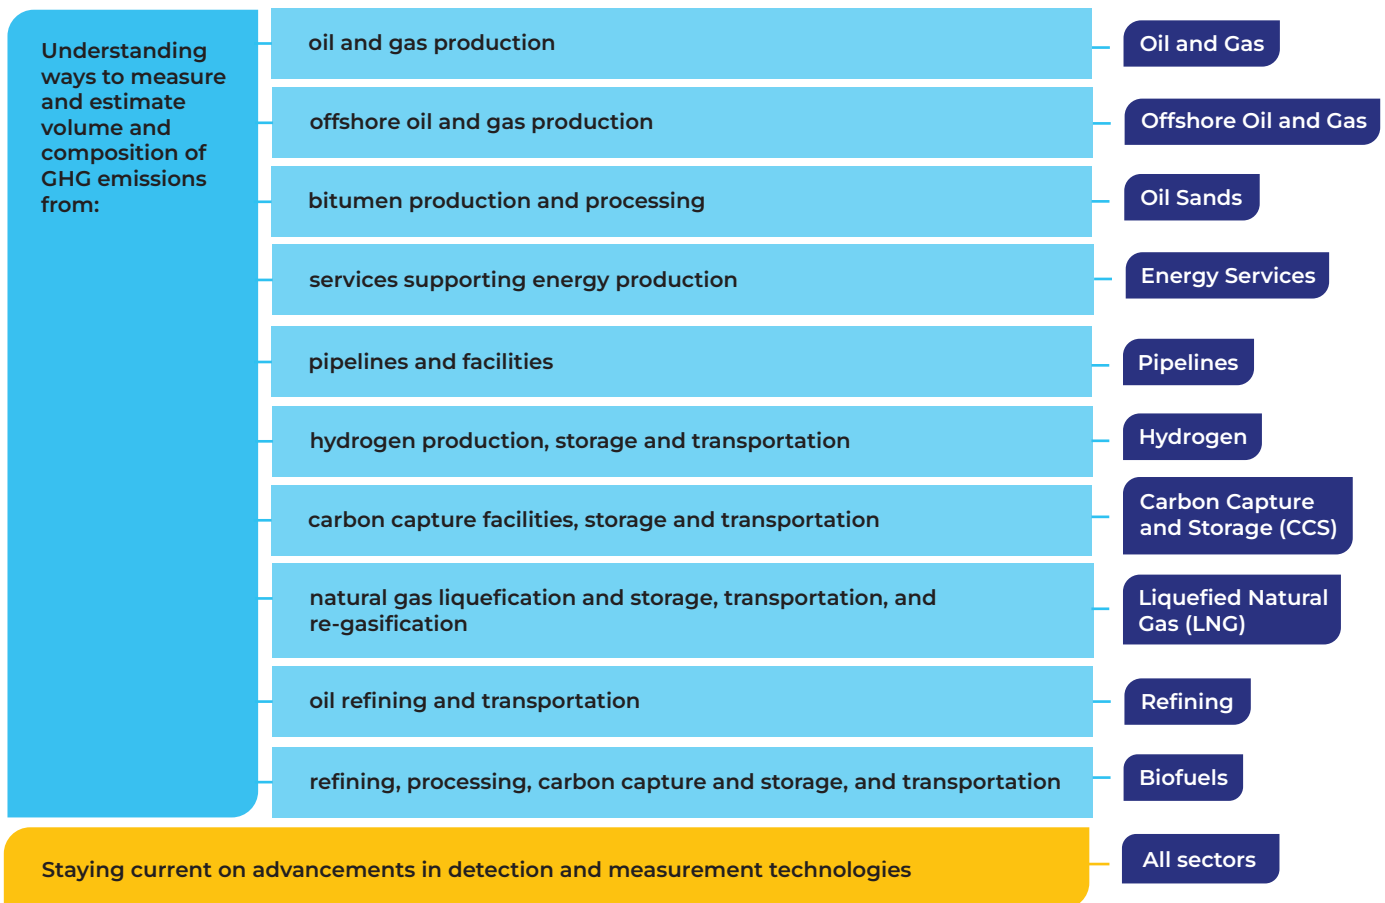 Understanding
ways to measure
and estimate
volume and
composition of
GHG emissions
from:
oil and gas production
Oil and Gas
offshore oil and gas production
Offshore Oil and Gas
bitumen production and processing
Oil Sands
services supporting energy production
Energy Services
pipelines and facilities
Pipelines
hydrogen production, storage and transportation
Hydrogen
carbon capture facilities, storage and transportation
Carbon Capture
and Storage (CCS)
natural gas liquefication and storage, transportation, and
re-gasification
Liquefied Natural
Gas (LNG)
oil refining and transportation
Refining
refining, processing, carbon capture and storage, and transportation
Biofuels
Staying current on advancements in detection and measurement technologies
All sectors